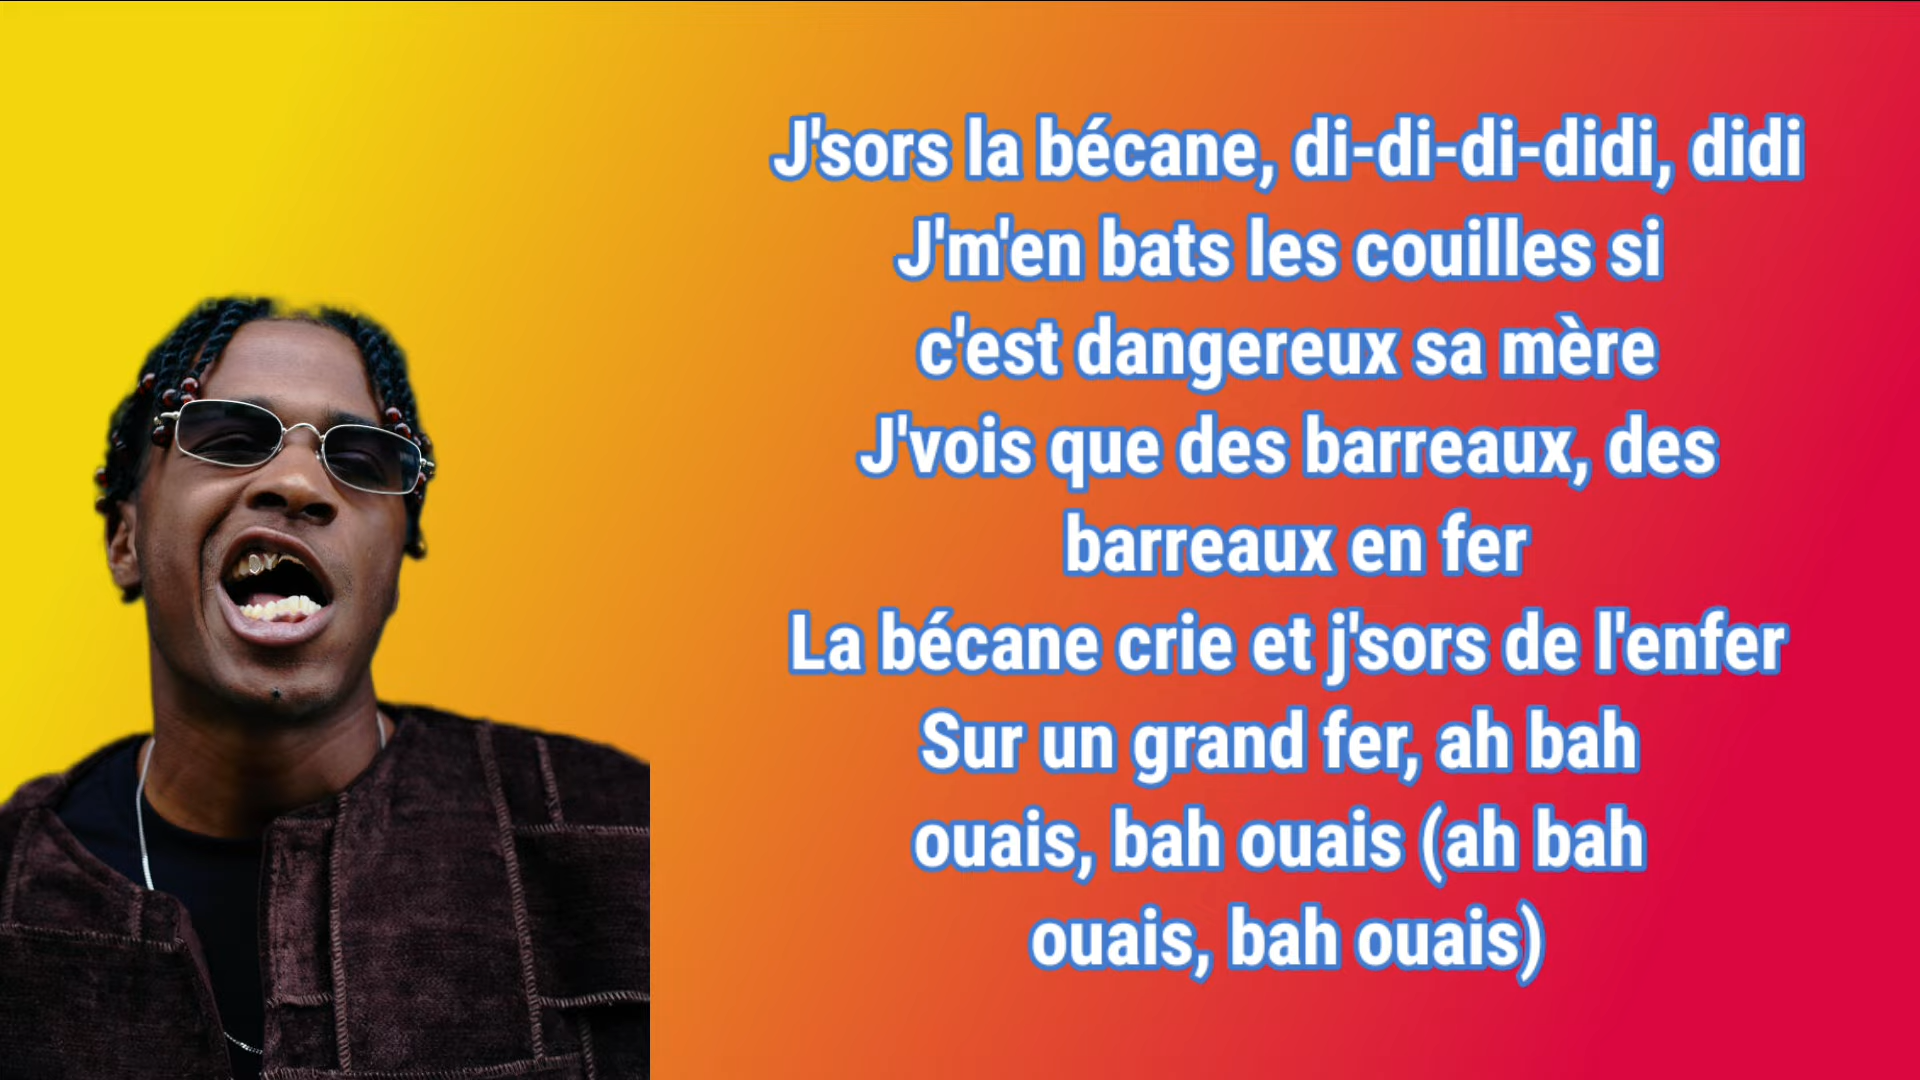 J'sors la bécane, di-di-di-didi, didi
J'm'en bats les couilles si
c'est dangereux sa mère
J'vois que des barreaux, des
barreaux en fer
La bécane crie et j'sors de l'enfer
Sur un grand fer, ah bah
ouais, bah ouais (ah bah
ouais, bah ouais)